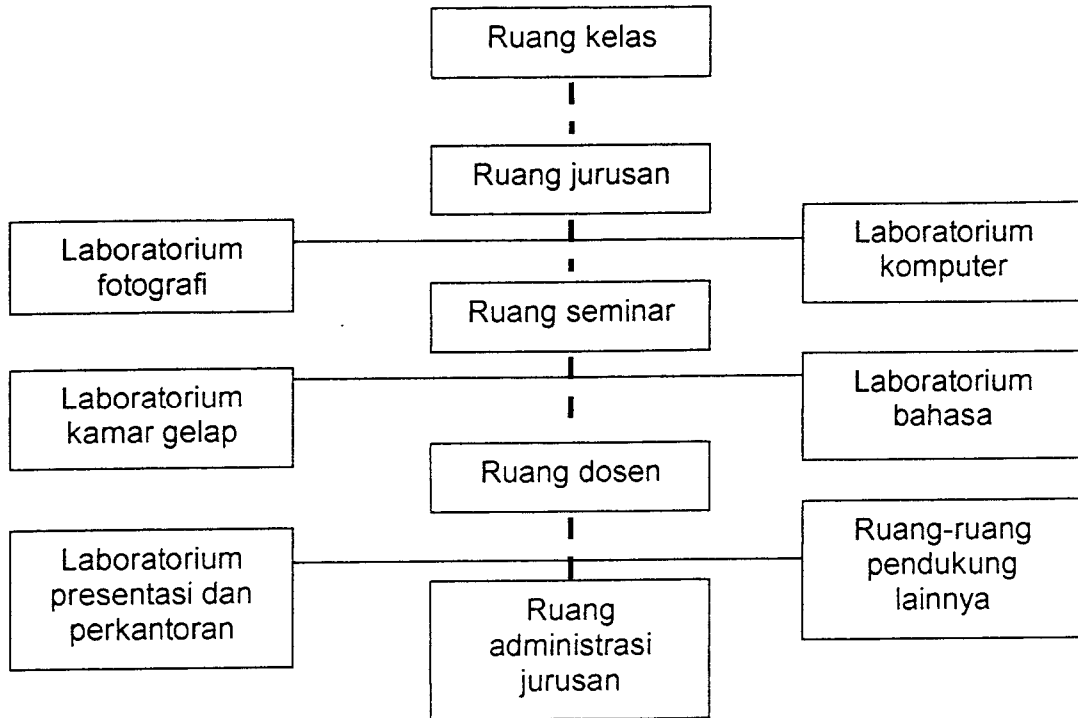 Ruang kelas
Ruang jurusan
Laboratorium
fotografi
Laboratorium
komputer
Ruang seminar
Laboratorium
kamar gelap
Laboratorium
bahasa
Ruang dosen
Laboratorium
presentasi dan
perkantoran
Ruang-ruang
pendukung
lainnya
Ruang
administrasi
jurusan